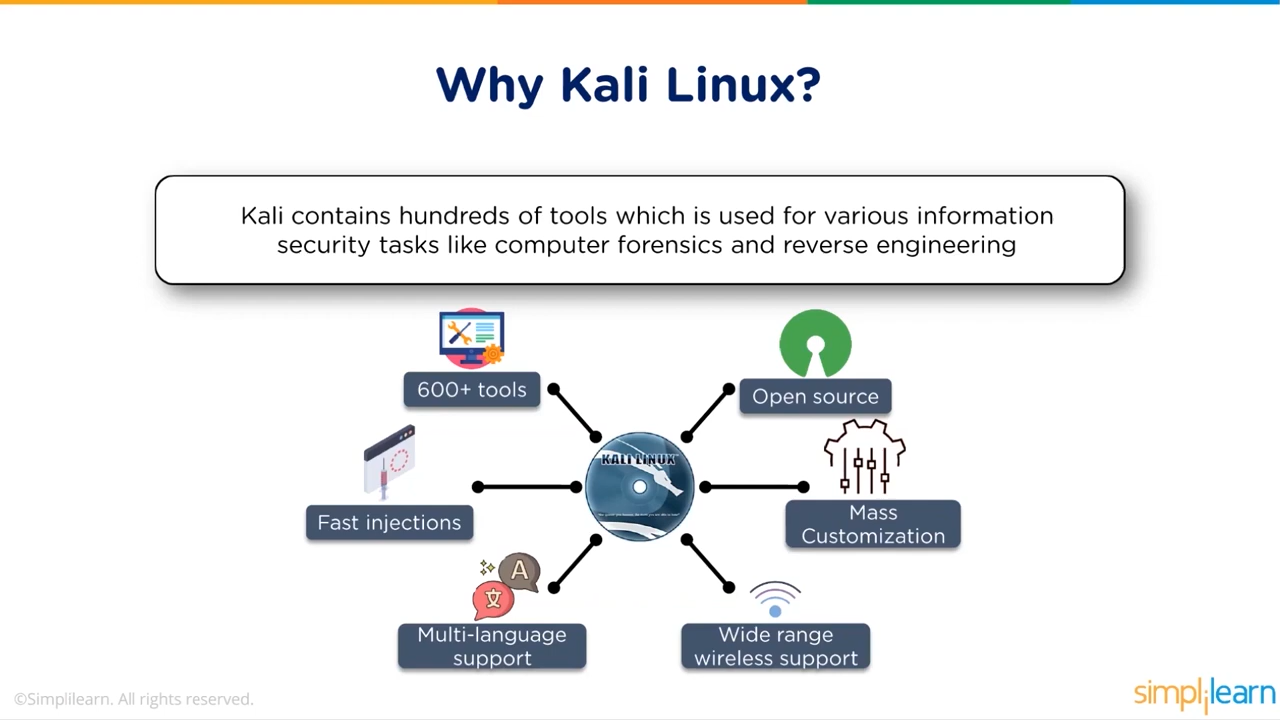 Why Kali Linux?
Kali contains hundreds of tools which is used for various information
security tasks like computer forensics and reverse engineering
600+ tools
Open source
KALI LINUX
Fast injections
Mass
Customization
A
文
Multi-language
support
Wide range
wireless support
©Simplilearn. All rights reserved.
simplilearn